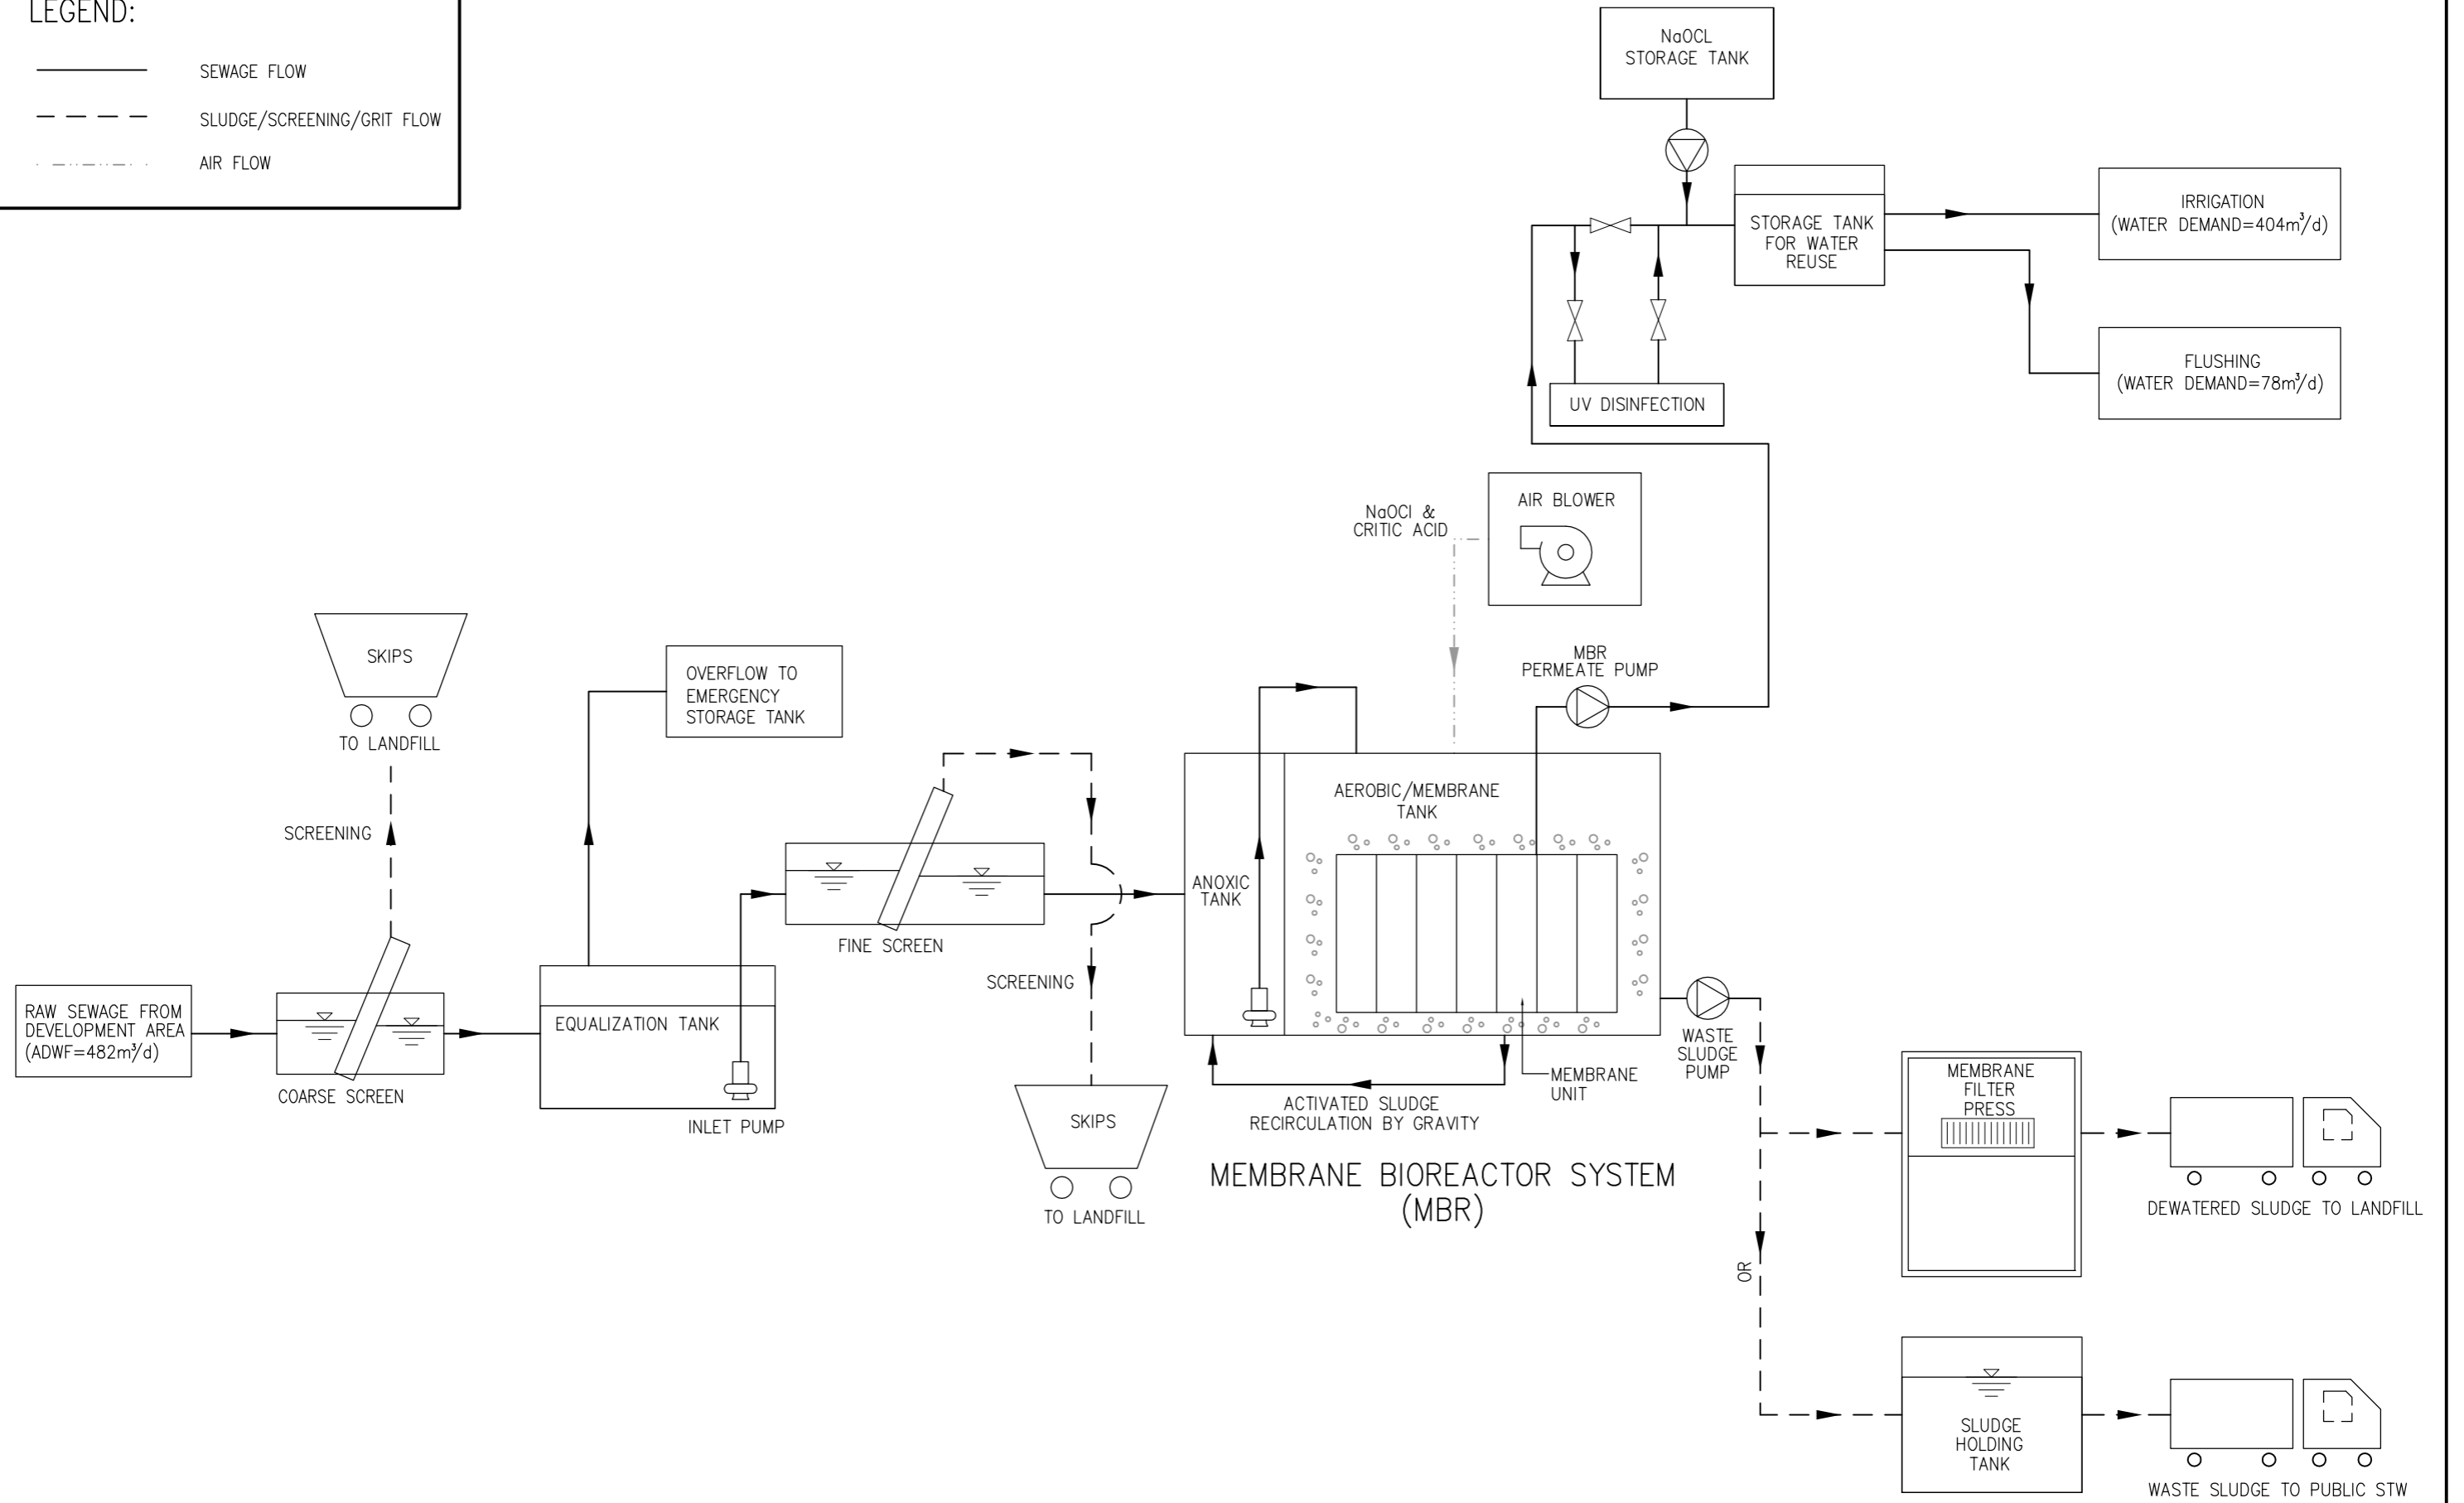 LEGEND:
SEWAGE FLOW
SLUDGE/SCREENING/GRIT FLOW
AIR FLOW
NaOCL
STORAGE TANK
STORAGE TANK
FOR WATER
REUSE
IRRIGATION
(WATER DEMAND=404m³/d)
FLUSHING
(WATER DEMAND=78m³/d)
UV DISINFECTION
AIR BLOWER
NaOCl &
CRITIC ACID
MBR
PERMEATE PUMP
SKIPS
TO LANDFILL
SCREENING
OVERFLOW TO
EMERGENCY
STORAGE TANK
RAW SEWAGE FROM
DEVELOPMENT AREA
(ADWF=482m³/d)
COARSE SCREEN
EQUALIZATION TANK
INLET PUMP
FINE SCREEN
SCREENING
SKIPS
TO LANDFILL
ANOXIC
TANK
AEROBIC/MEMBRANE
TANK
MEMBRANE
UNIT
ACTIVATED SLUDGE
RECIRCULATION BY GRAVITY
MEMBRANE BIOREACTOR SYSTEM
(MBR)
WASTE
SLUDGE
PUMP
OR
MEMBRANE
FILTER
PRESS
DEWATERED SLUDGE TO LANDFILL
SLUDGE
HOLDING
TANK
WASTE SLUDGE TO PUBLIC STW